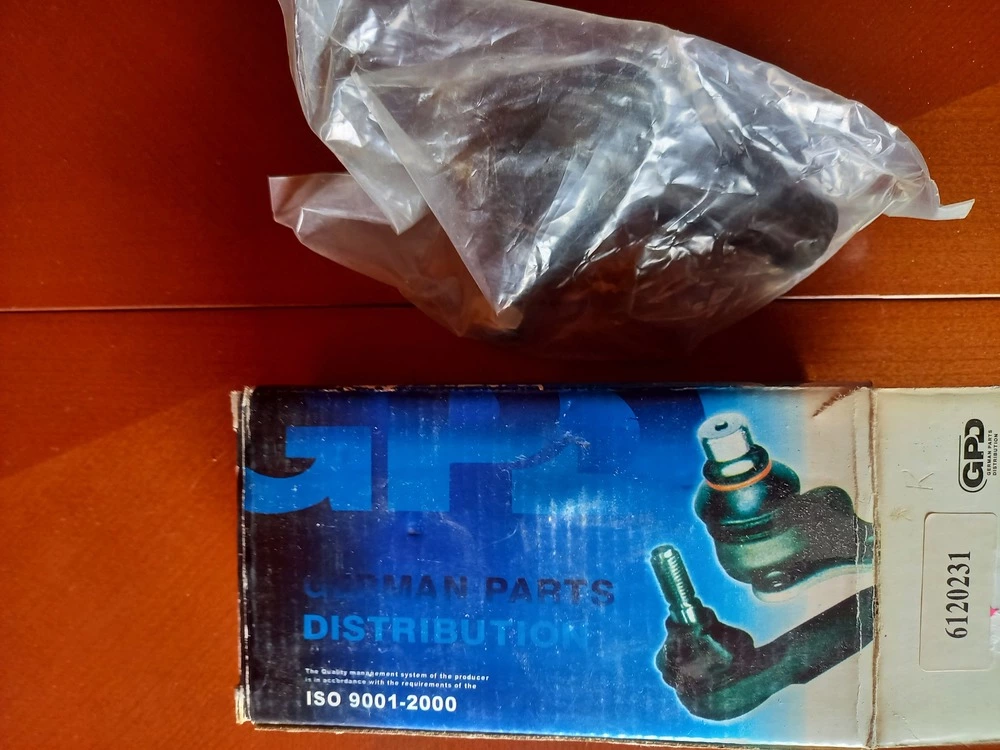 GPD
GERMAN PARTS
DISTRIBUTION
The Quality management system of the producer
is in accordance with the requirements of the
ISO 9001-2000
K
GPD
GERMAN PARTS
DISTRIBUTION
6120231